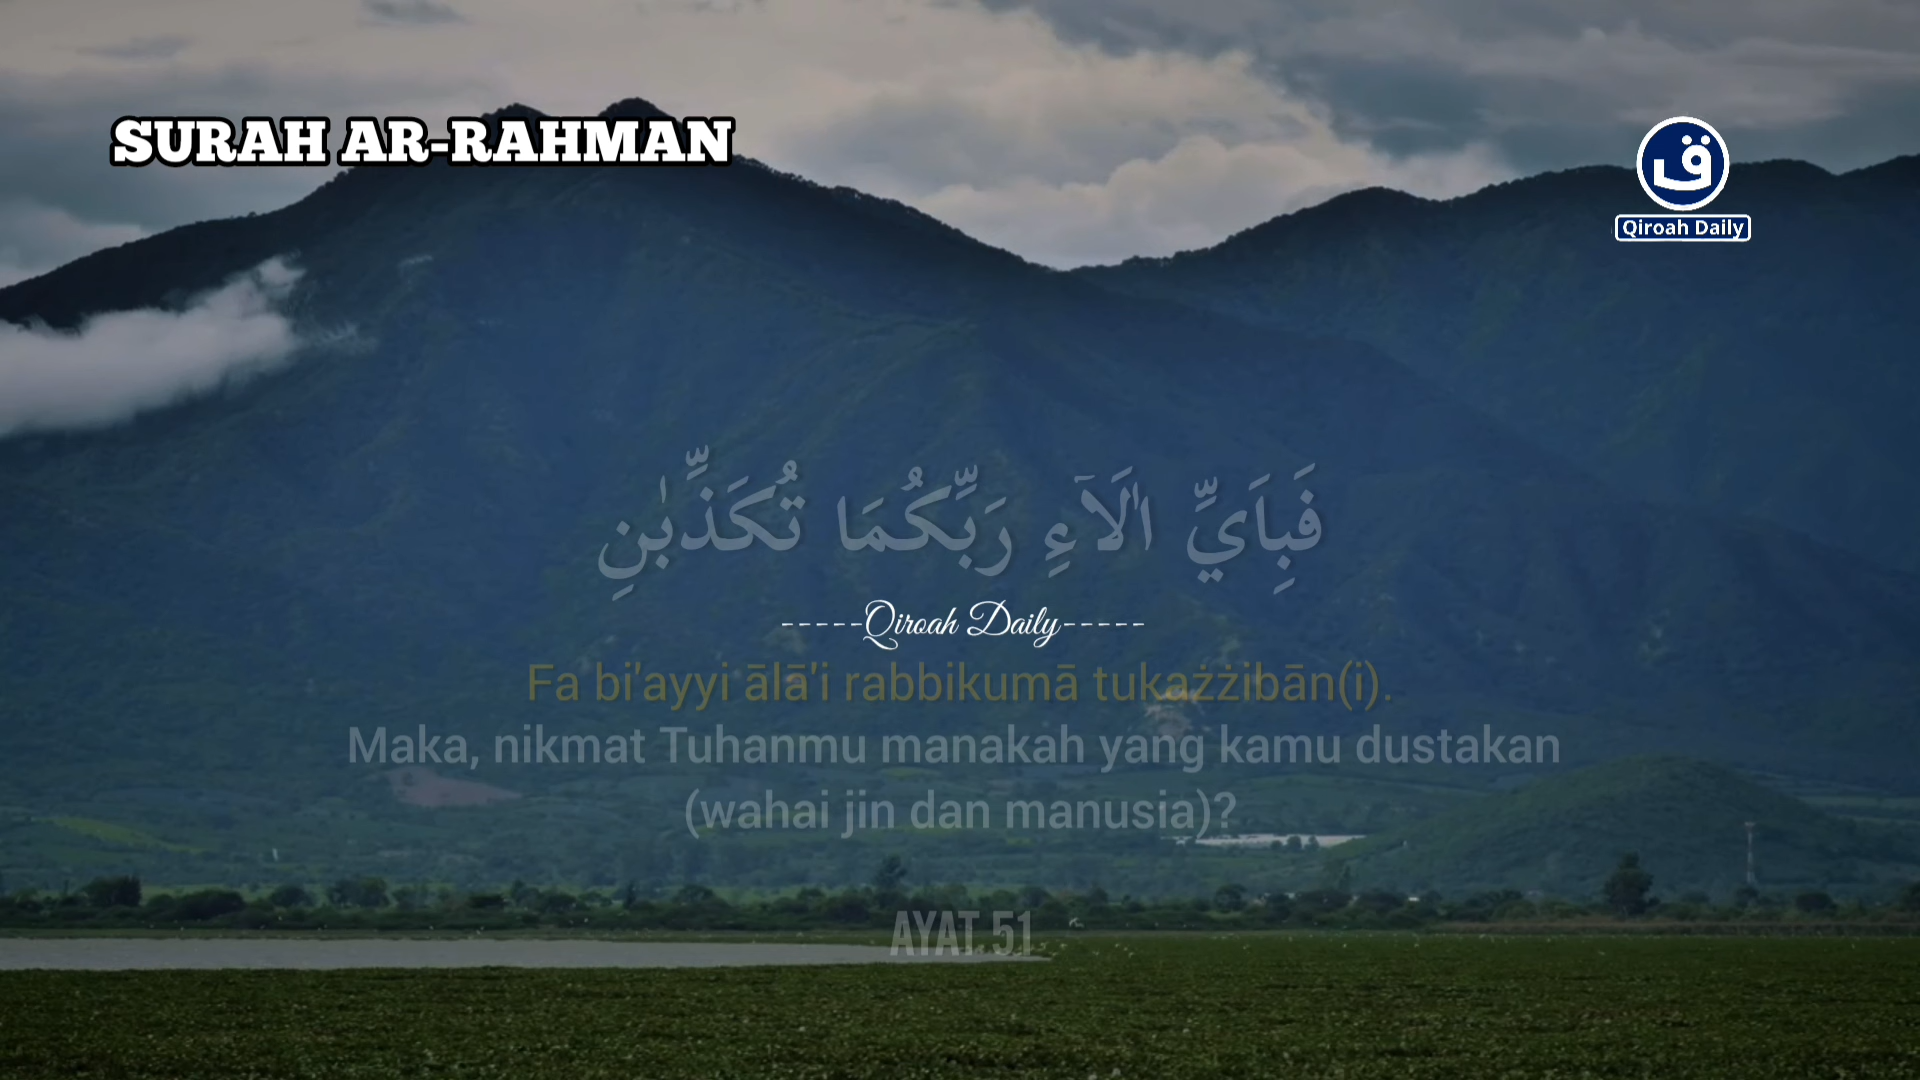 SURAH AR-RAHMAN
ق
Qiroah Daily
فَبِاَيِّ اٰلَاۤءِ رَبِّكُمَا تُكَذِّبٰنِ
-----Qiroah Daily-----
Fa bi'ayyi ālā'i rabbikumā tukażżibān(i).
Maka, nikmat Tuhanmu manakah yang kamu dustakan
(wahai jin dan manusia)?
AYAT 51